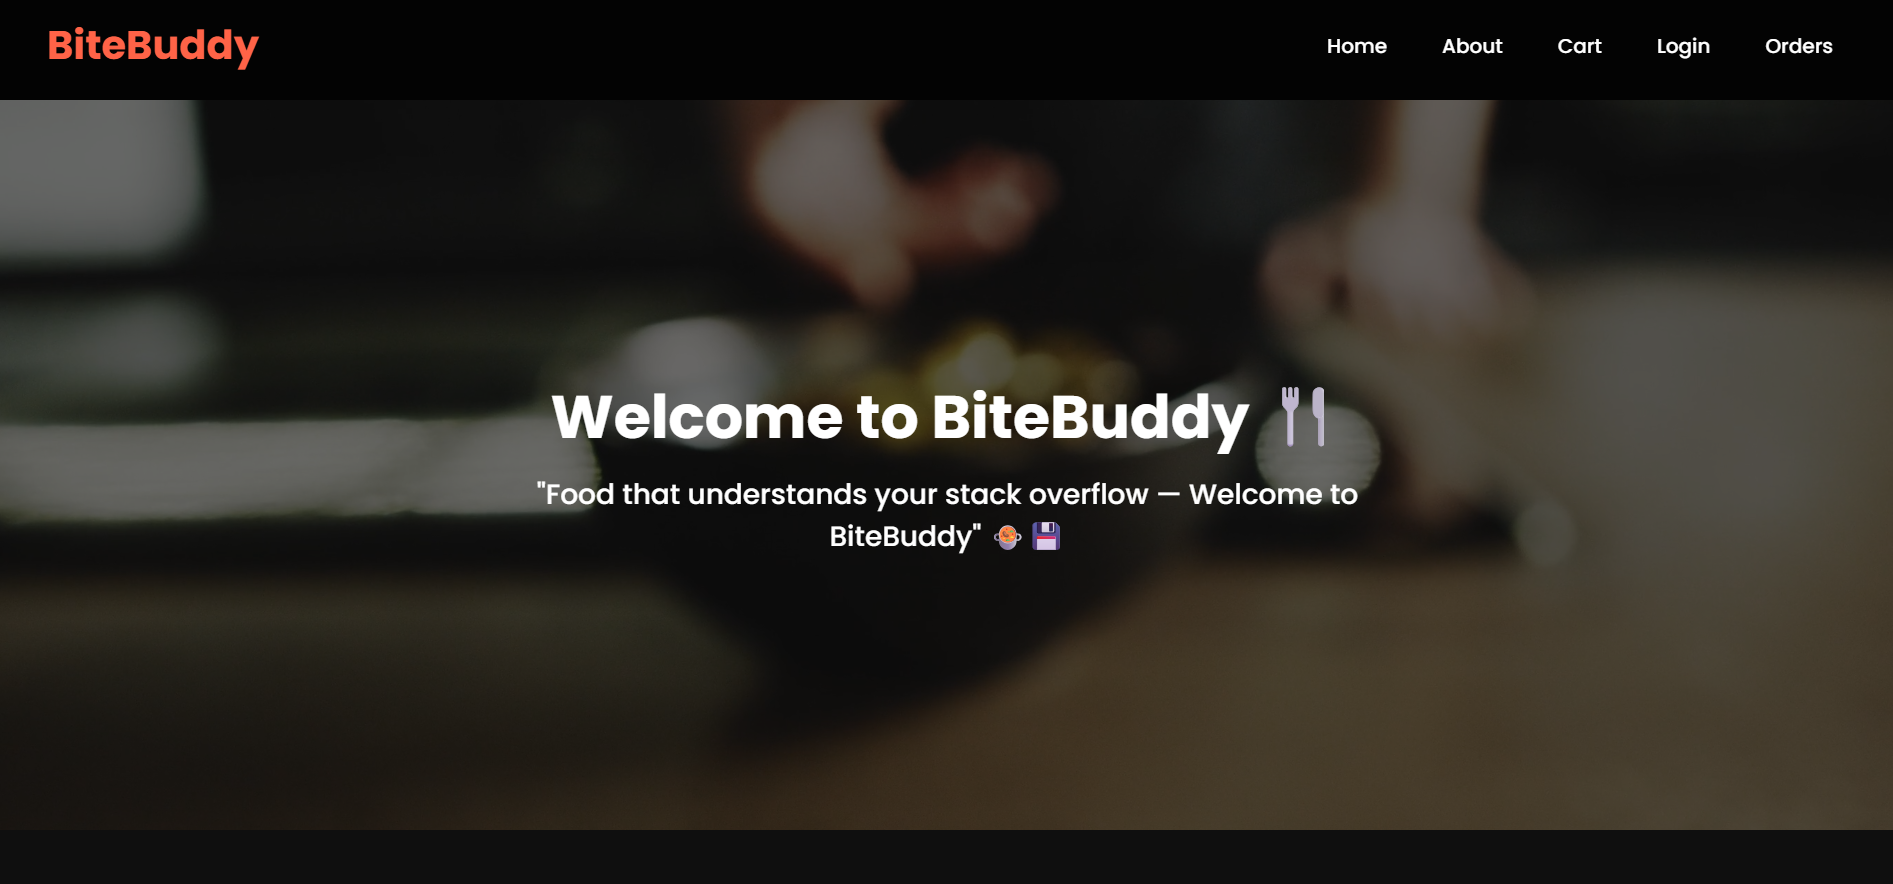 BiteBuddy
Home About Cart Login Orders
Welcome to BiteBuddy 🍴
"Food that understands your stack overflow — Welcome to
BiteBuddy" 🍲 💾